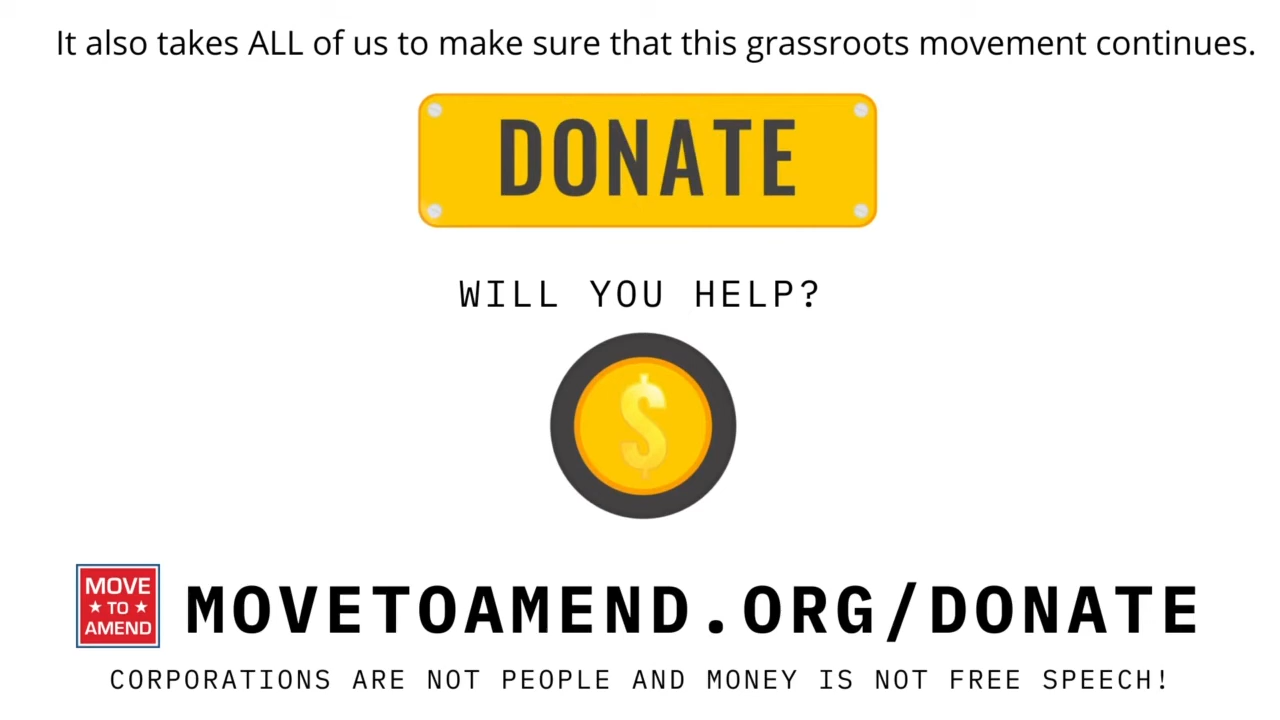 It also takes ALL of us to make sure that this grassroots movement continues.
DONATE
WILL YOU HELP?
$
MOVE
★ TO ★
AMEND
MOVETOAMEND.ORG/DONATE
CORPORATIONS ARE NOT PEOPLE AND MONEY IS NOT FREE SPEECH!